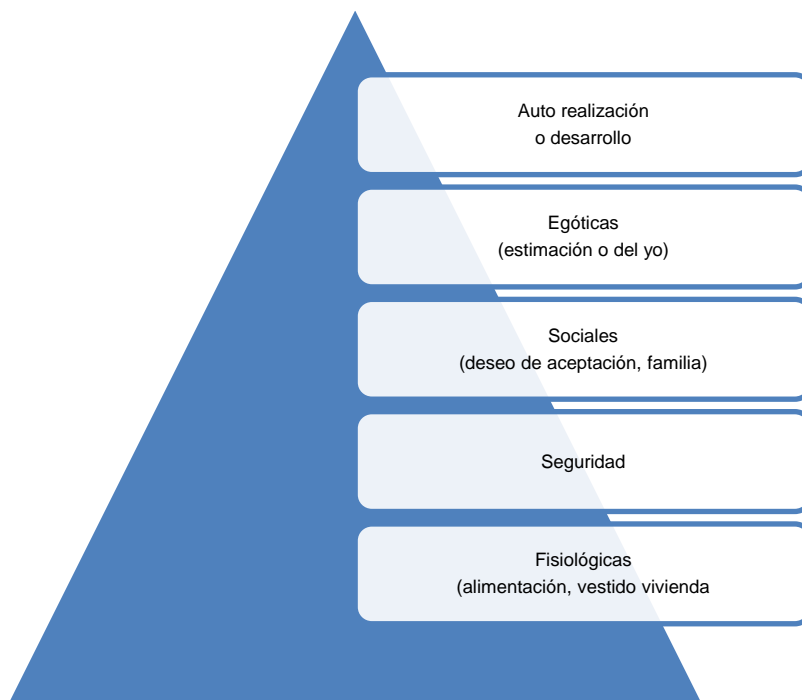 Auto realización
o desarrollo
Egóticas
(estimación o del yo)
Sociales
(deseo de aceptación, familia)
Seguridad
Fisiológicas
(alimentación, vestido vivienda